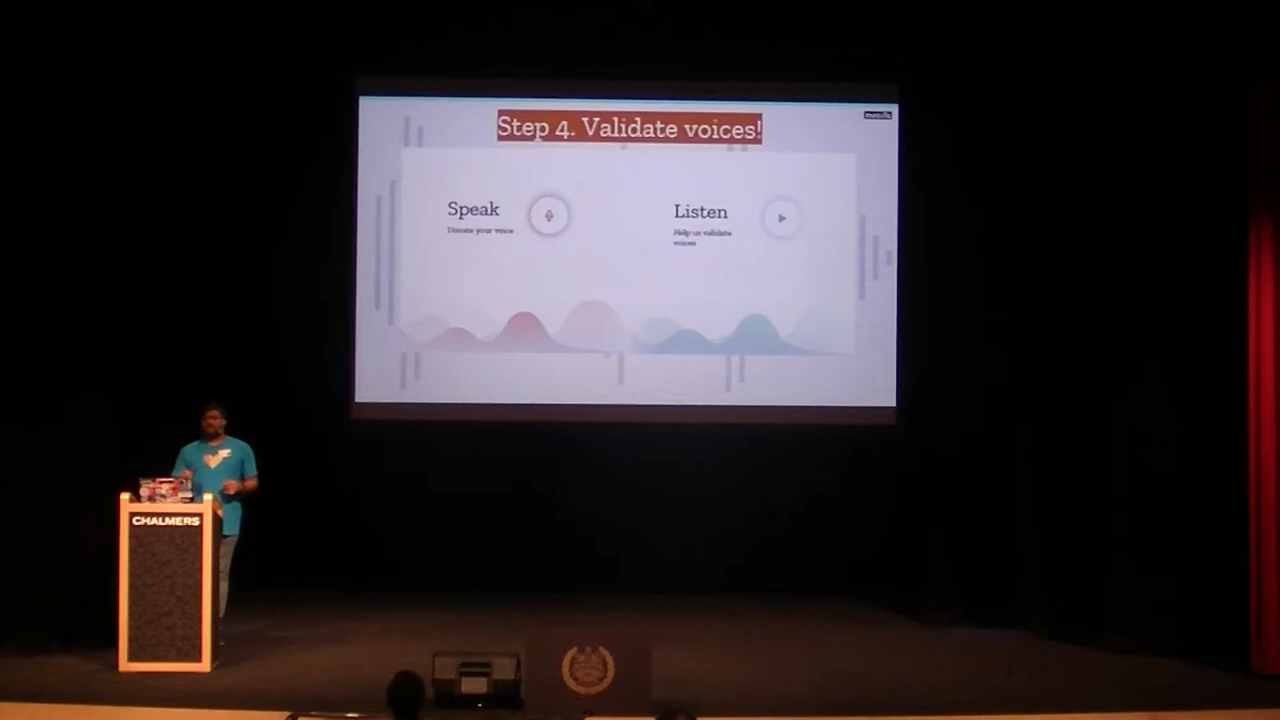 Step 4. Validate voices!
mozilla
Speak
Donate your voice
Listen
Help us validate
voices
CHALMERS